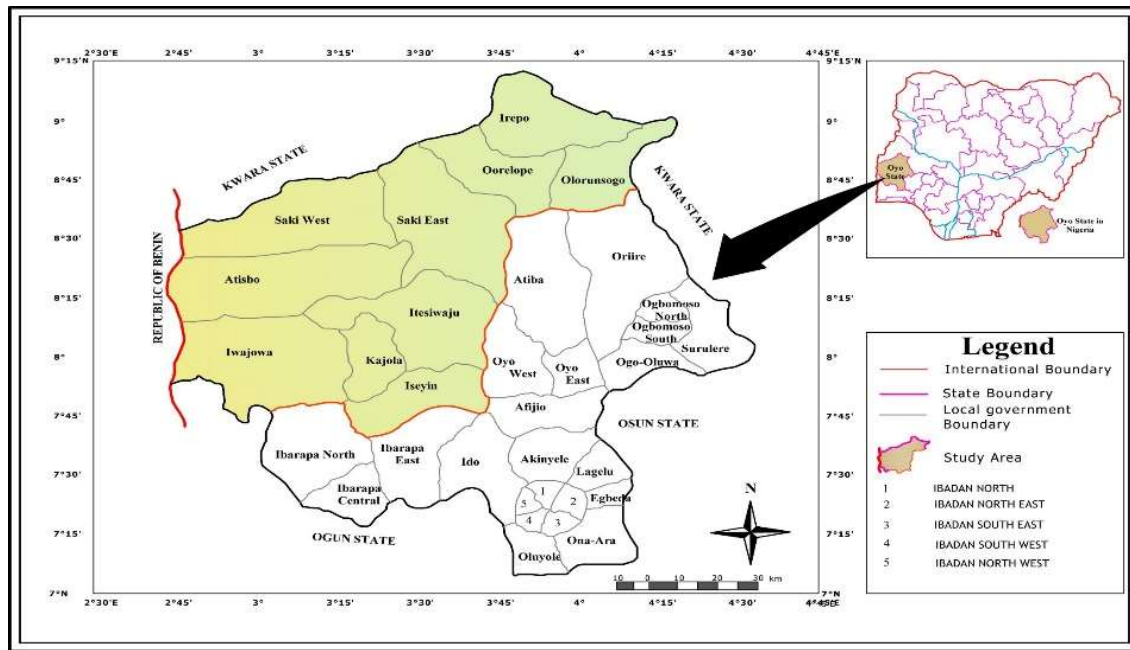 2°30'E 2°45' 3° 3°15' 3°30' 3°45' 4° 4°15' 4°30' 4°45'E
9°15'N
9°
8°45'
8°30'
8°15'
8°
7°45'
7°30'
7°15'
7°N
KWARA STATE
Irepo
Oorelope
Olorunsogo
Saki West
Saki East
KWARA STATE
REPUBLIC OF BENIN
Atisbo
Atiba
Oriire
Itesiwaju
Ogbomoso
North
Ogbomoso
South
Surulere
Iwajowa
Kajola
Iseyin
Oyo
West
Oyo
East
Ogo-Oluwa
Afijio
OSUN STATE
Ibarapa North
Ibarapa
East
Ibarapa
Central
Ido
Akinyele
Lagelu
Egbeda
1
2
3
4
5
Ona-Ara
Oluyole
OGUN STATE
N
10 0 10 20 30 km
9°15'N
9°
8°45'
8°30'
8°15'
8°
7°45'
7°30'
7°15'
7°N
2°30'E 2°45' 3° 3°15' 3°30' 3°45' 4° 4°15' 4°30' 4°45'E
Oyo
State
Oyo State in
Nigeria
Legend
International Boundary
State Boundary
Local government
Boundary
Study Area
1 IBADAN NORTH
2 IBADAN NORTH EAST
3 IBADAN SOUTH EAST
4 IBADAN SOUTH WEST
5 IBADAN NORTH WEST